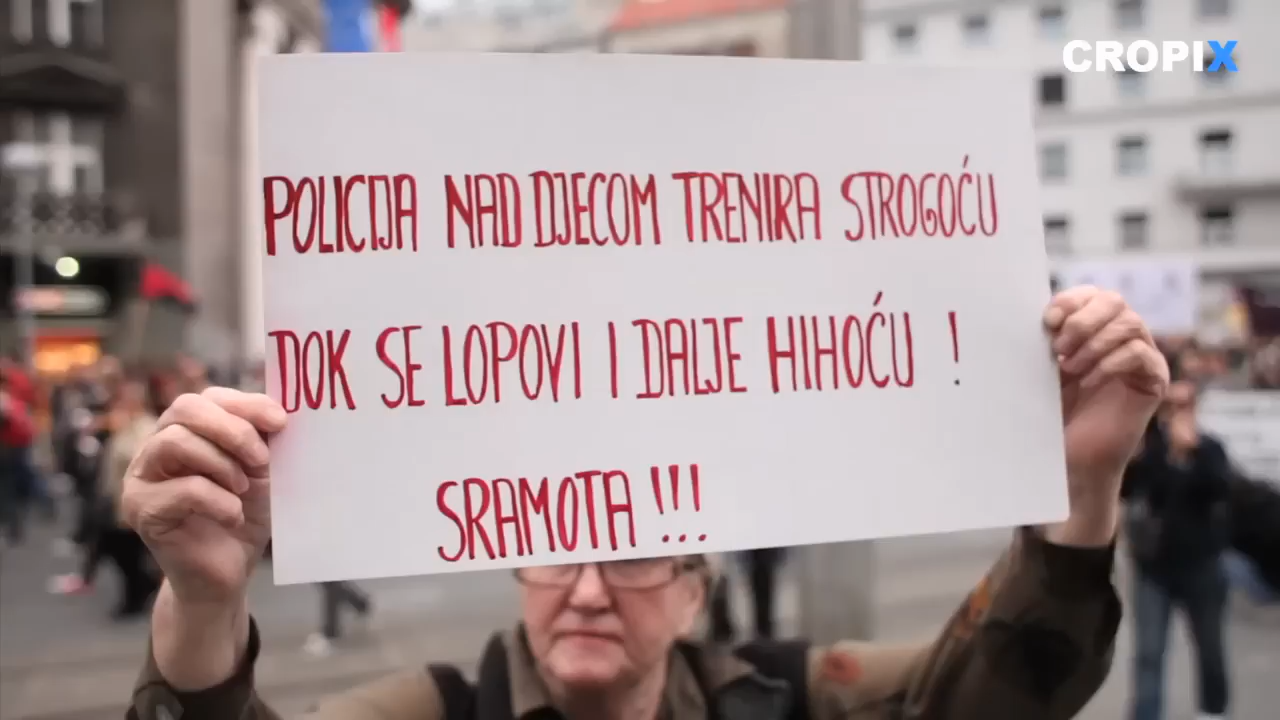 CROPIX
POLICIJA NAD DJECOM TRENIRA STROGOĆU
DOK SE LOPOVI I DALJE HIHOĆU !
SRAMOTA !!!